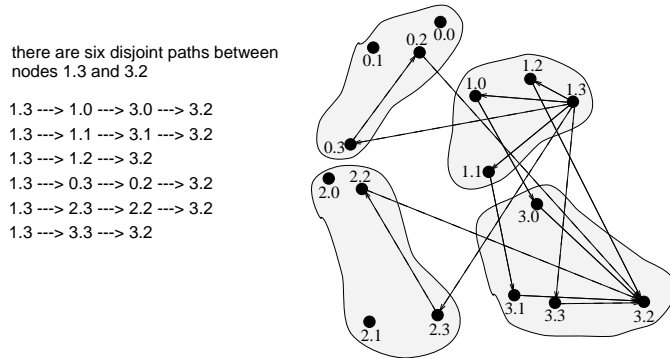 there are six disjoint paths between
nodes 1.3 and 3.2
1.3 ---> 1.0 ---> 3.0 ---> 3.2
1.3 ---> 1.1 ---> 3.1 ---> 3.2
1.3 ---> 1.2 ---> 3.2
1.3 ---> 0.3 ---> 0.2 ---> 3.2
1.3 ---> 2.3 ---> 2.2 ---> 3.2
1.3 ---> 3.3 ---> 3.2
0.0
0.1
0.2
0.3
1.0
1.2
1.3
1.1
2.0
2.2
2.1
2.3
3.0
3.1
3.3
3.2